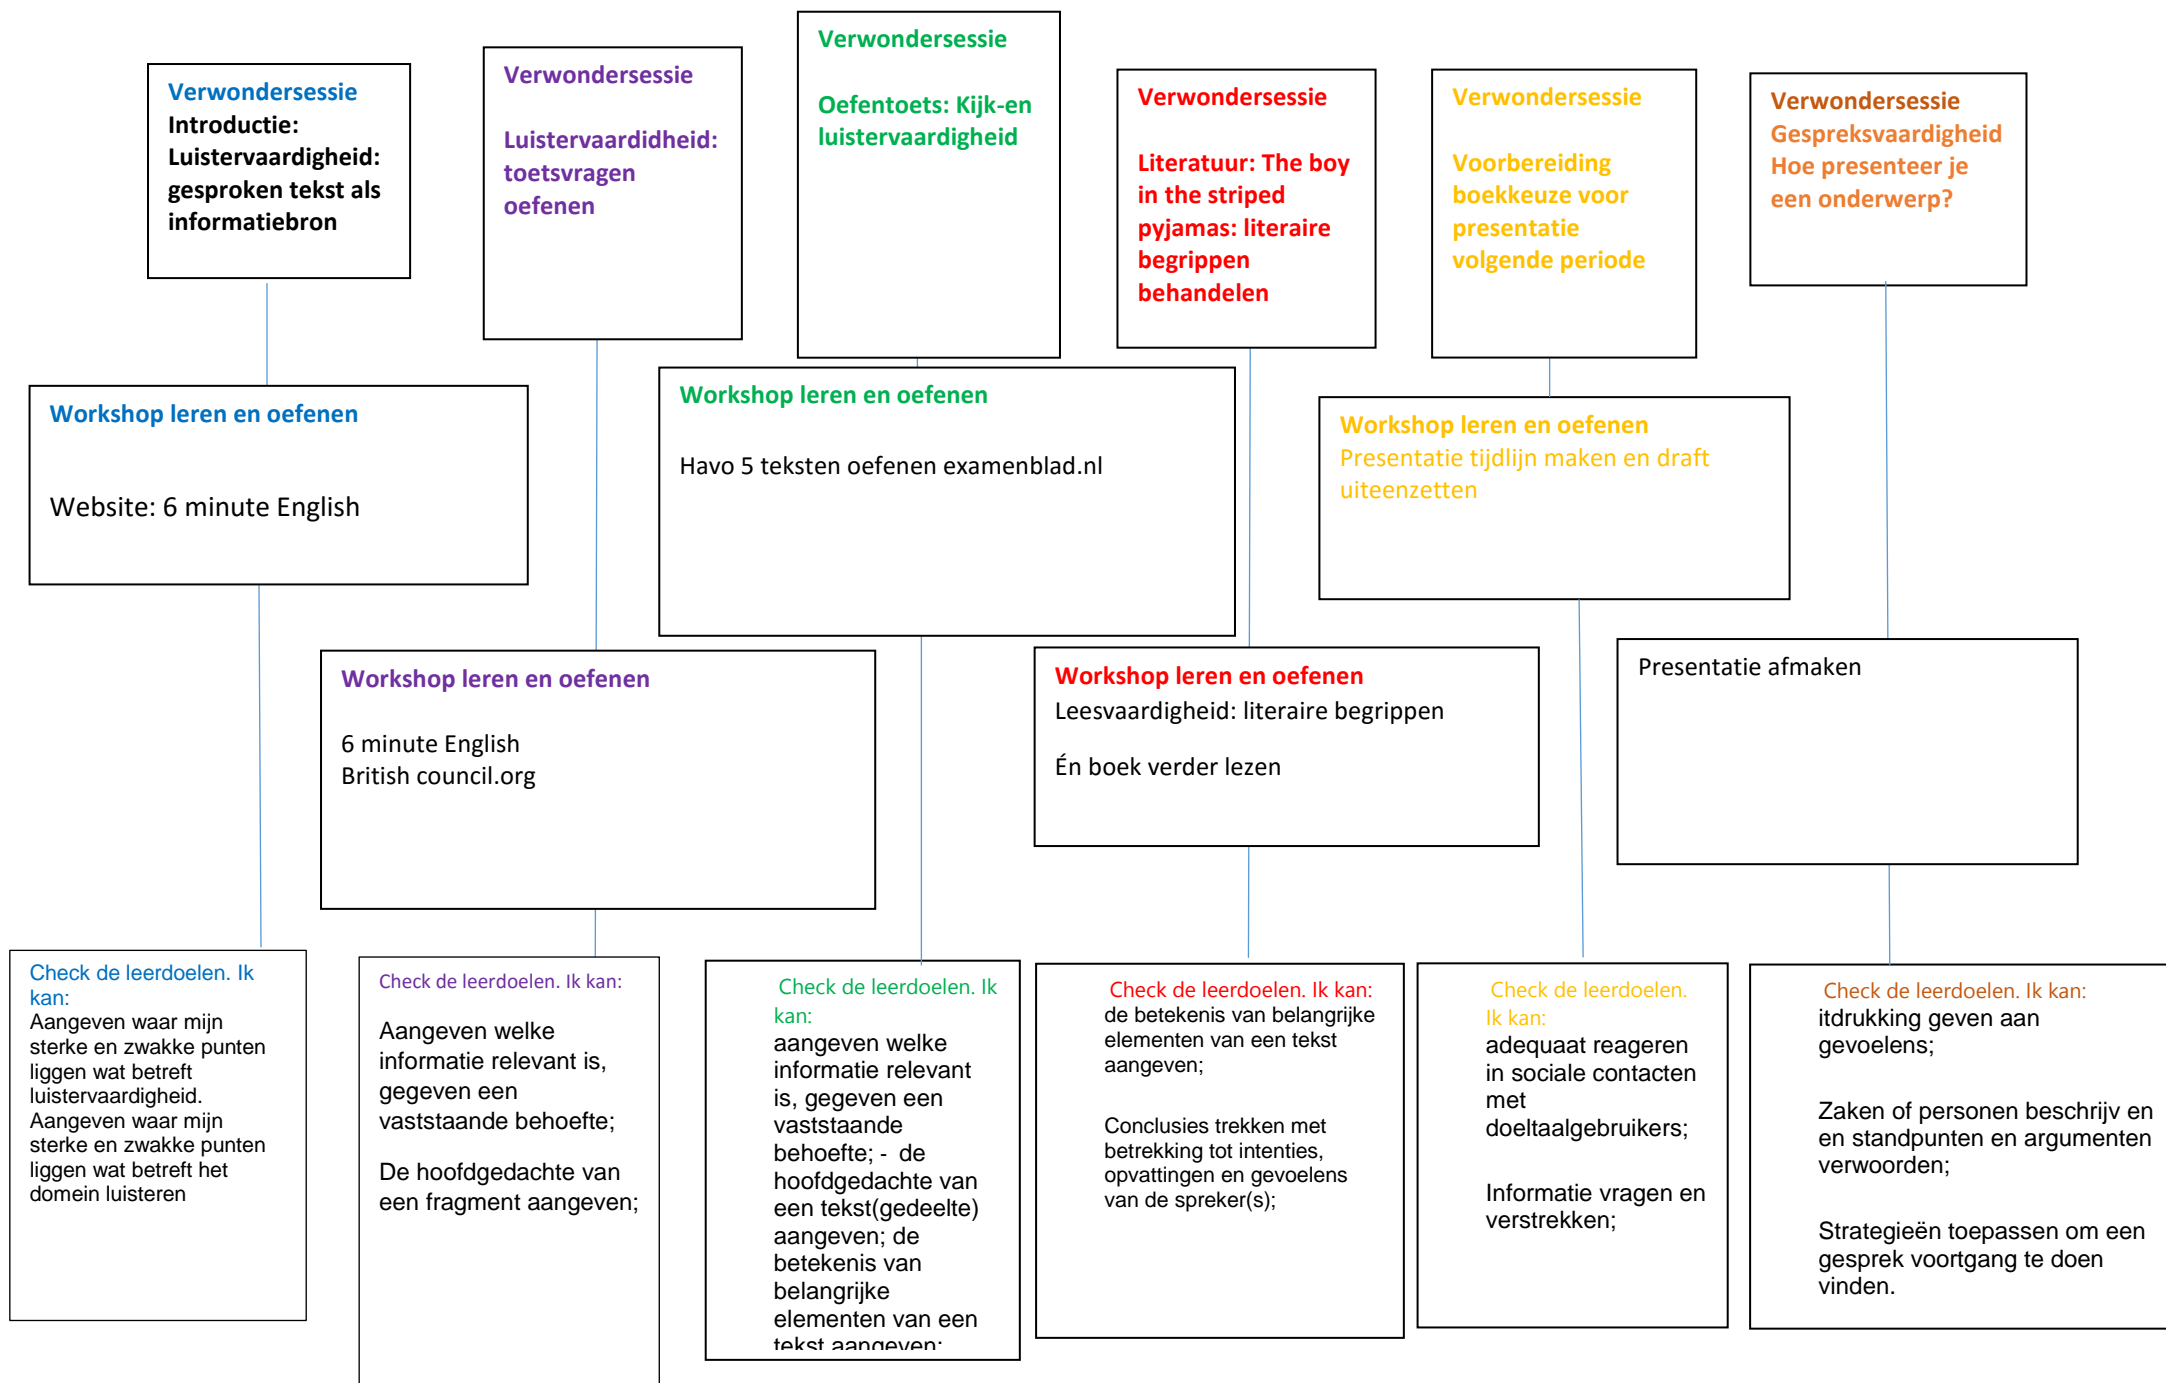 Verwondersessie
Introductie:
Luistervaardigheid:
gesproken tekst als
informatiebron
Verwondersessie
Luistervaardidheid:
toetsvragen
oefenen
Verwondersessie
Oefentoets: Kijk-en
luistervaardigheid
Verwondersessie
Literatuur: The boy
in the striped
pyjamas: literaire
begrippen
behandelen
Verwondersessie
Voorbereiding
boekkeuze voor
presentatie
volgende periode
Verwondersessie
Gespreksvaardigheid
Hoe presenteer je
een onderwerp?
Workshop leren en oefenen
Website: 6 minute English
Workshop leren en oefenen
Havo 5 teksten oefenen examenblad.nl
Workshop leren en oefenen
Presentatie tijdlijn maken en draft
uiteenzetten
Workshop leren en oefenen
6 minute English
British council.org
Workshop leren en oefenen
Leesvaardigheid: literaire begrippen
Én boek verder lezen
Presentatie afmaken
Check de leerdoelen. Ik
kan:
Aangeven waar mijn
sterke en zwakke punten
liggen wat betreft
luistervaardigheid.
Aangeven waar mijn
sterke en zwakke punten
liggen wat betreft het
domein luisteren
Check de leerdoelen. Ik kan:
Aangeven welke
informatie relevant is,
gegeven een
vaststaande behoefte;
De hoofdgedachte van
een fragment aangeven;
Check de leerdoelen. Ik
kan:
aangeven welke
informatie relevant
is, gegeven een
vaststaande
behoefte; - de
hoofdgedachte van
een tekst(gedeelte)
aangeven; de
betekenis van
belangrijke
elementen van een
tekst aangeven;
Check de leerdoelen. Ik kan:
de betekenis van belangrijke
elementen van een tekst
aangeven;
Conclusies trekken met
betrekking tot intenties,
opvattingen en gevoelens
van de spreker(s);
Check de leerdoelen.
Ik kan:
adequaat reageren
in sociale contacten
met
doeltaalgebruikers;
Informatie vragen en
verstrekken;
Check de leerdoelen. Ik kan:
itdrukking geven aan
gevoelens;
Zaken of personen beschrijv en
en standpunten en argumenten
verwoorden;
Strategieën toepassen om een
gesprek voortgang te doen
vinden.